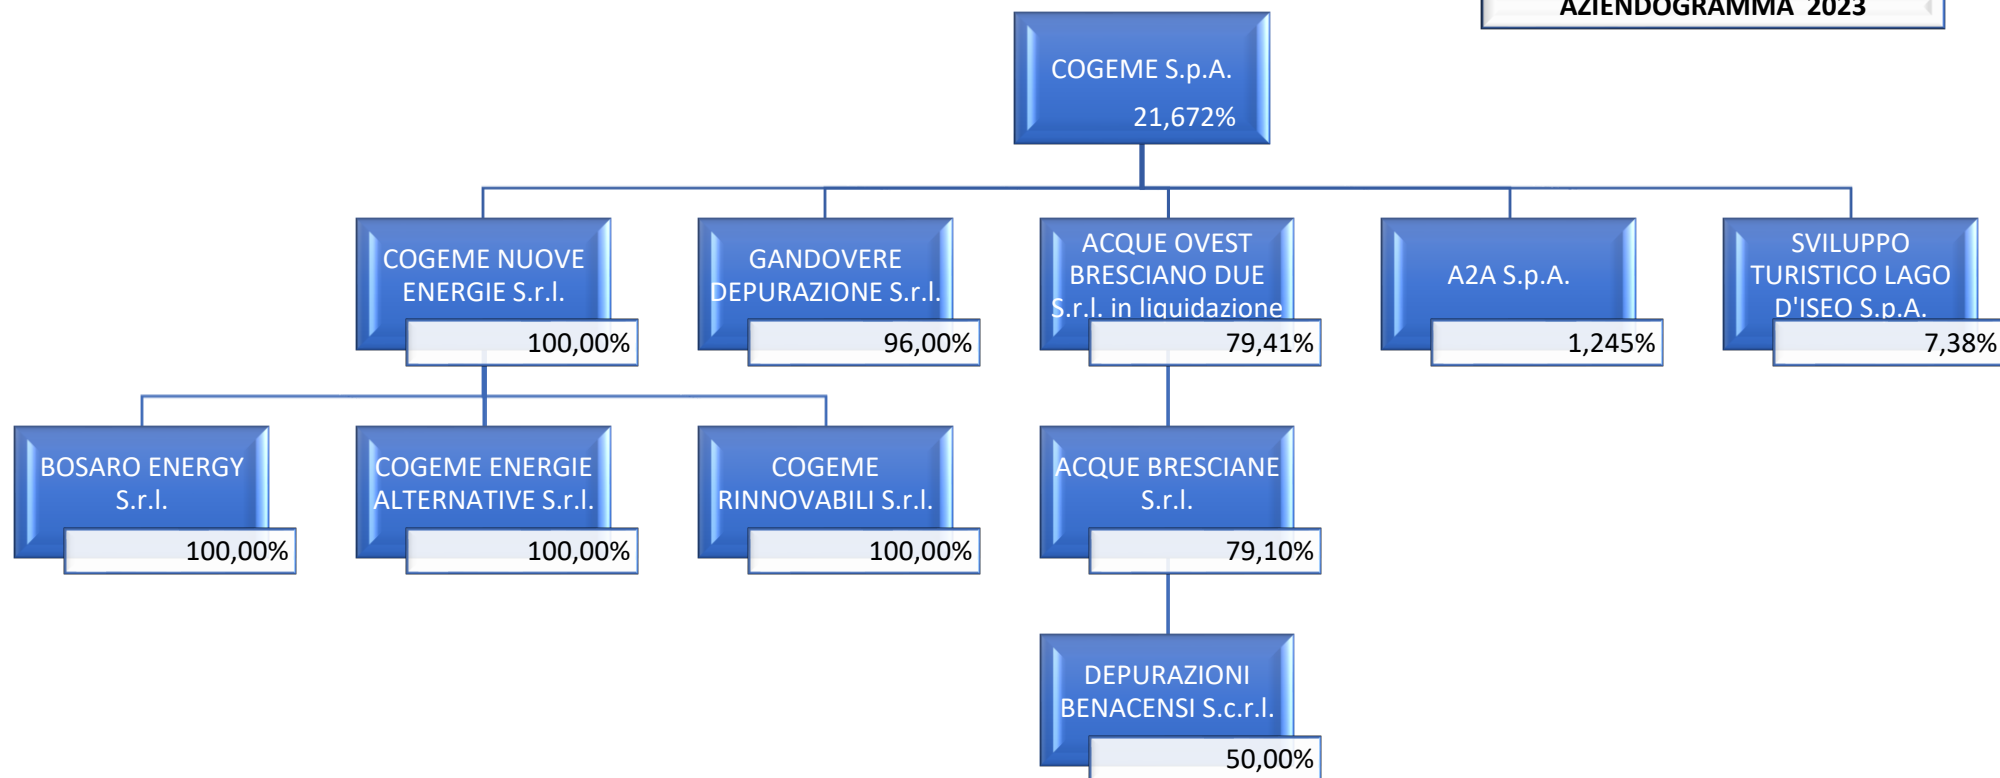 AZIENDOGRAMMA 2023
COGEME S.p.A.
21,672%
COGEME NUOVE
ENERGIE S.r.l.
100,00%
GANDOVERE
DEPURAZIONE S.r.l.
96,00%
ACQUE OVEST
BRESCIANO DUE
S.r.l. in liquidazione
79,41%
A2A S.p.A.
1,245%
SVILUPPO
TURISTICO LAGO
D'ISEO S.p.A.
7,38%
BOSARO ENERGY
S.r.l.
100,00%
COGEME ENERGIE
ALTERNATIVE S.r.l.
100,00%
COGEME
RINNOVABILI S.r.l.
100,00%
ACQUE BRESCIANE
S.r.l.
79,10%
DEPURAZIONI
BENACENSI S.c.r.l.
50,00%